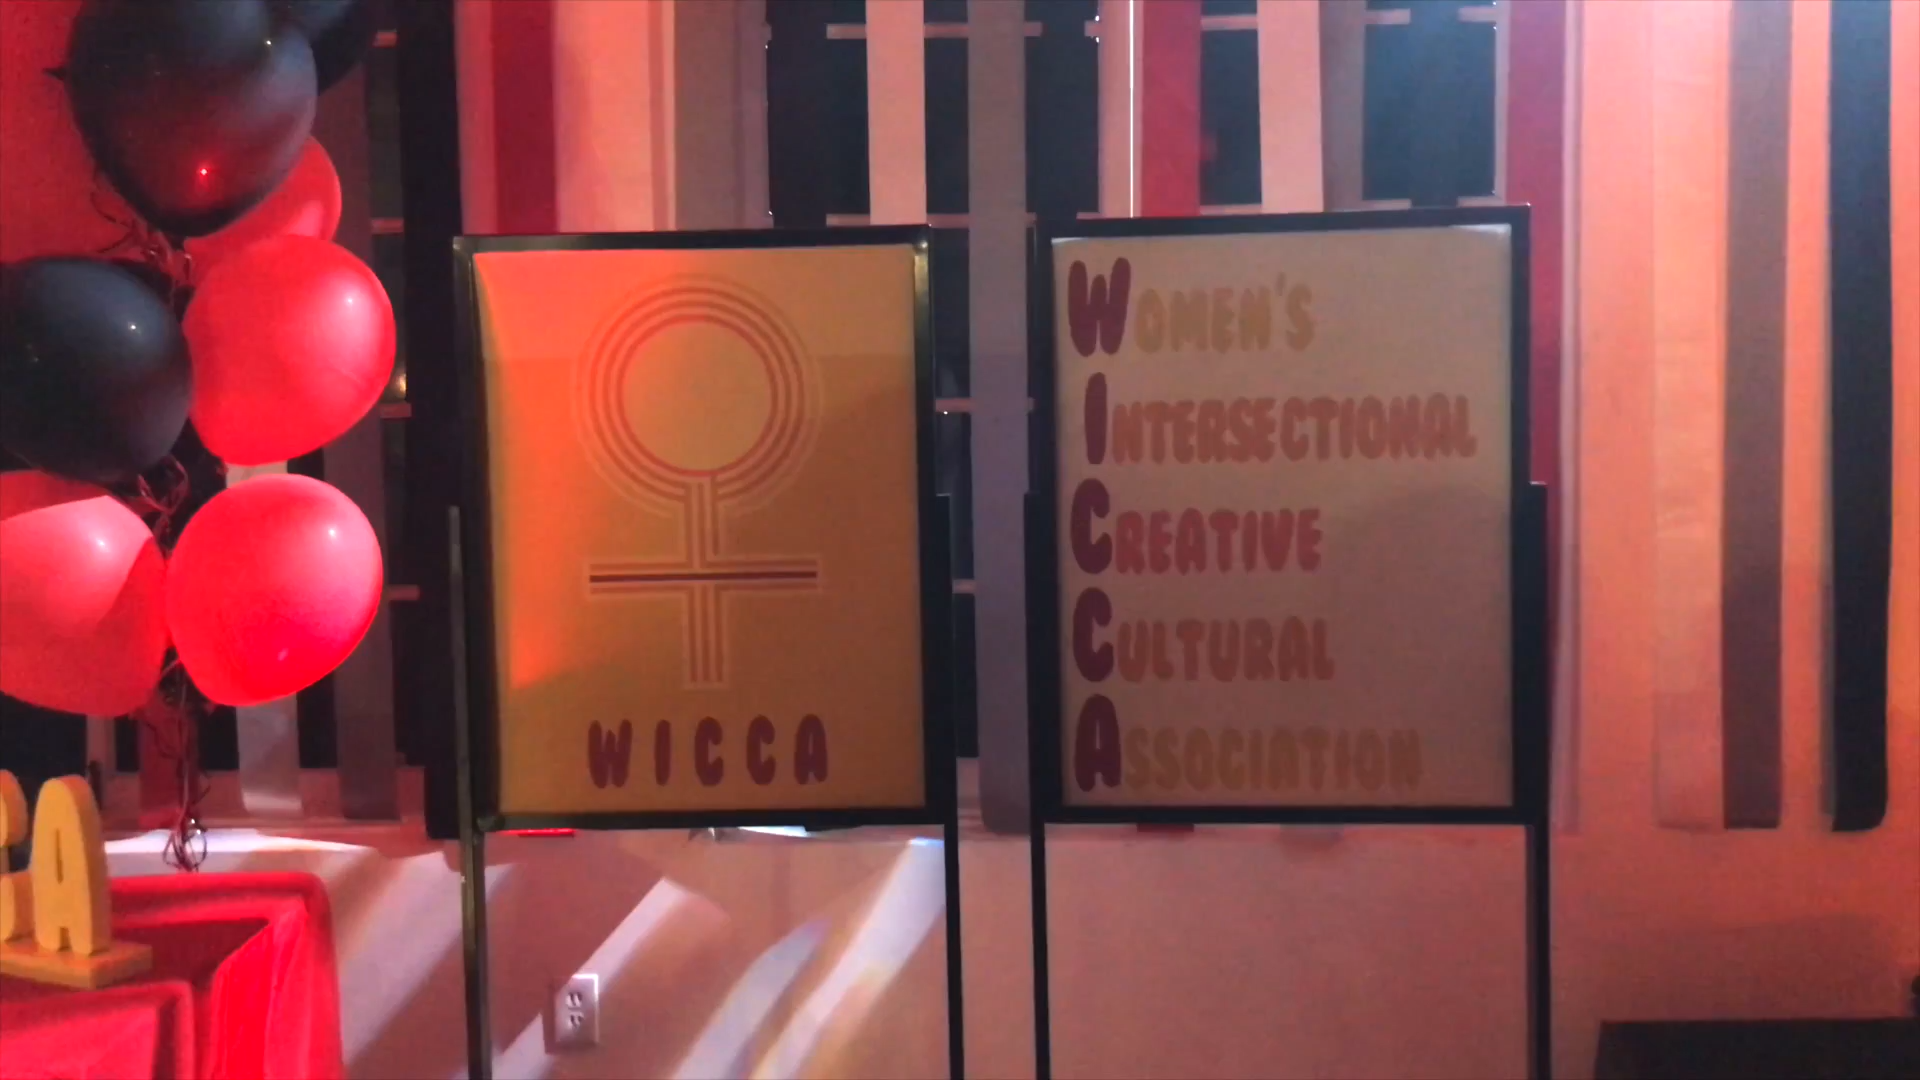 WICCA
WOMEN'S
INTERSECTIONAL
CREATIVE
CULTURAL
ASSOCIATION
A